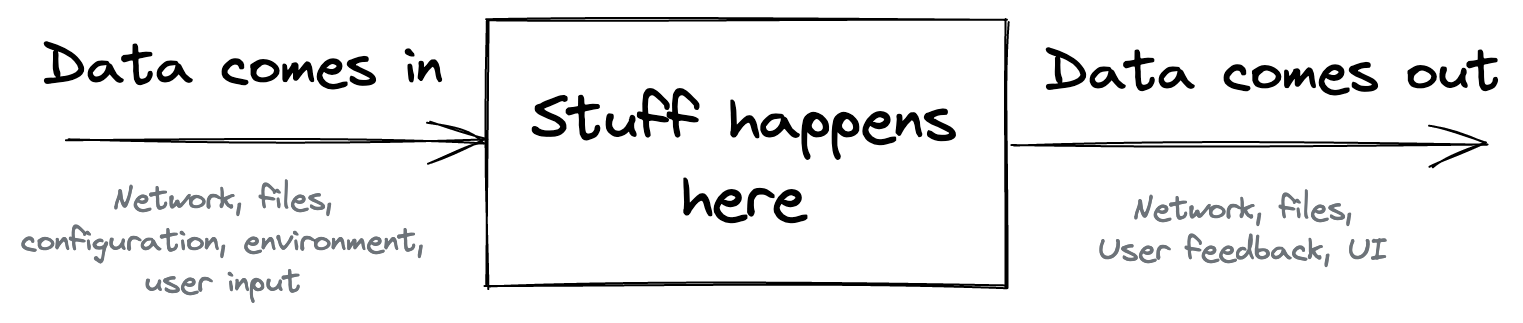 Data comes in
Network, files,
configuration, environment,
user input
Stuff happens
here
Data comes out
Network, files,
User feedback, UI